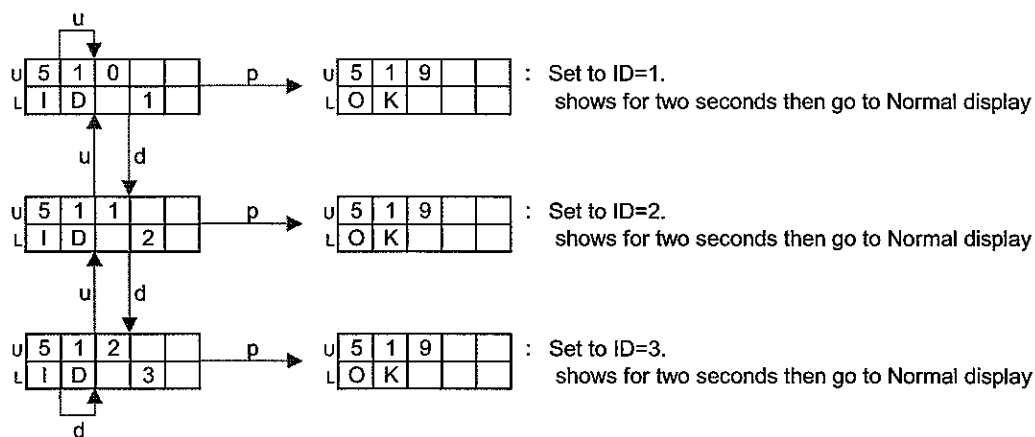 u
U 5 1 0 p U 5 1 9 : Set to ID=1.
L I D 1 L O K shows for two seconds then go to Normal display
u d
U 5 1 1 p U 5 1 9 : Set to ID=2.
L I D 2 L O K shows for two seconds then go to Normal display
u d
U 5 1 2 p U 5 1 9 : Set to ID=3.
L I D 3 L O K shows for two seconds then go to Normal display
d